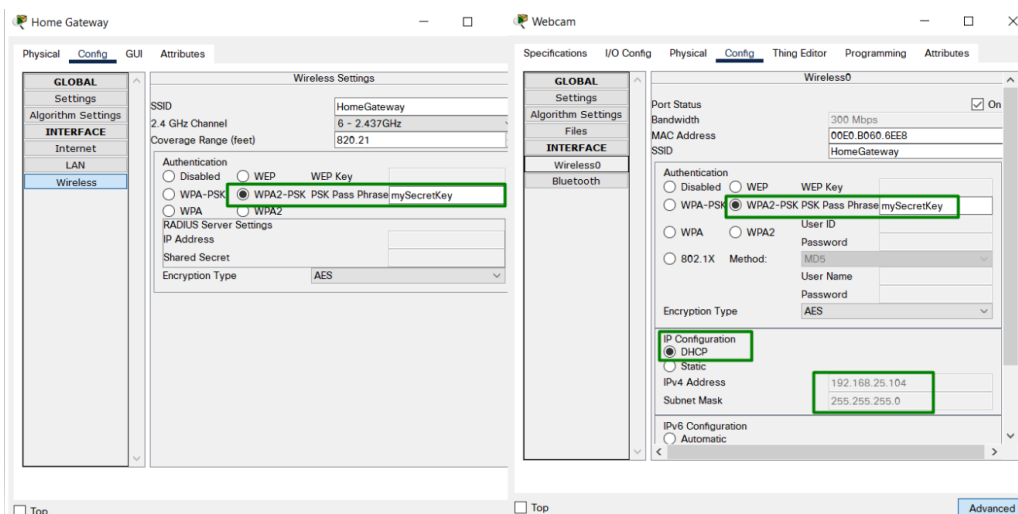 Home Gateway
Physical Config GUI Attributes
GLOBAL
Settings
Algorithm Settings
INTERFACE
Internet
LAN
Wireless
Wireless Settings
SSID HomeGateway
2.4 GHz Channel 6 - 2.437GHz
Coverage Range (feet) 820.21
Authentication
Disabled WEP WEP Key
WPA-PSK WPA2-PSK PSK Pass Phrase mySecretKey
WPA WPA2
RADIUS Server Settings
IP Address
Shared Secret
Encryption Type AES
Top
Webcam
Specifications I/O Config Physical Config Thing Editor Programming Attributes
GLOBAL
Settings
Algorithm Settings
Files
INTERFACE
Wireless0
Bluetooth
Wireless0
Port Status On
Bandwidth 300 Mbps
MAC Address 00E0.B060.6EE8
SSID HomeGateway
Authentication
Disabled WEP WEP Key
WPA-PSK WPA2-PSK PSK Pass Phrase mySecretKey
User ID
WPA WPA2
Password
802.1X Method: MD5
User Name
Password
Encryption Type AES
IP Configuration
DHCP
Static
IPv4 Address 192.168.25.104
Subnet Mask 255.255.255.0
IPv6 Configuration
Automatic
Top
Advanced